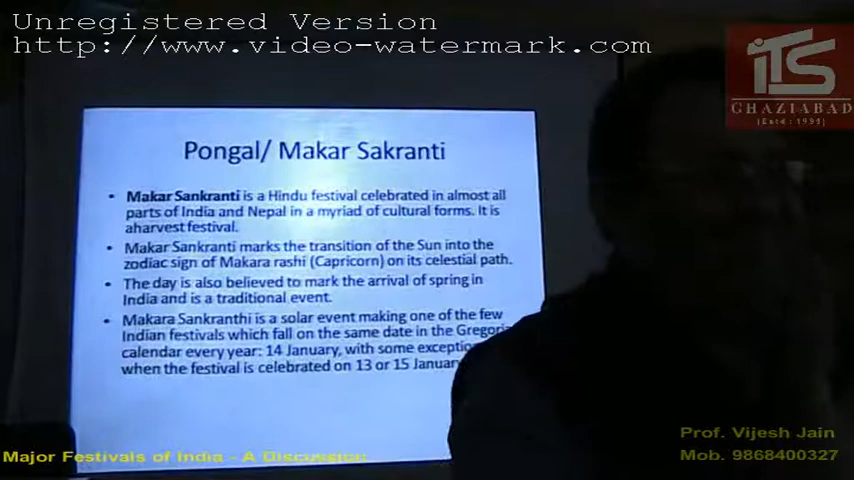 Unregistered Version
http://www.video-watermark.com
iTS
GHAZIABAD
(Estd : 1995)
Pongal/ Makar Sakranti
• Makar Sankranti is a Hindu festival celebrated in almost all
parts of India and Nepal in a myriad of cultural forms. It is
aharvest festival.
• Makar Sankranti marks the transition of the Sun into the
zodiac sign of Makara rashi (Capricorn) on its celestial path.
• The day is also believed to mark the arrival of spring in
India and is a traditional event.
• Makara Sankranthi is a solar event making one of the few
Indian festivals which fall on the same date in the
calendar every year: 14 January, with some
when the festival is celebrated on 13 or 15
Major Festivals of India - A Discussion
Prof. Vijesh Jain
Mob. 9868400327